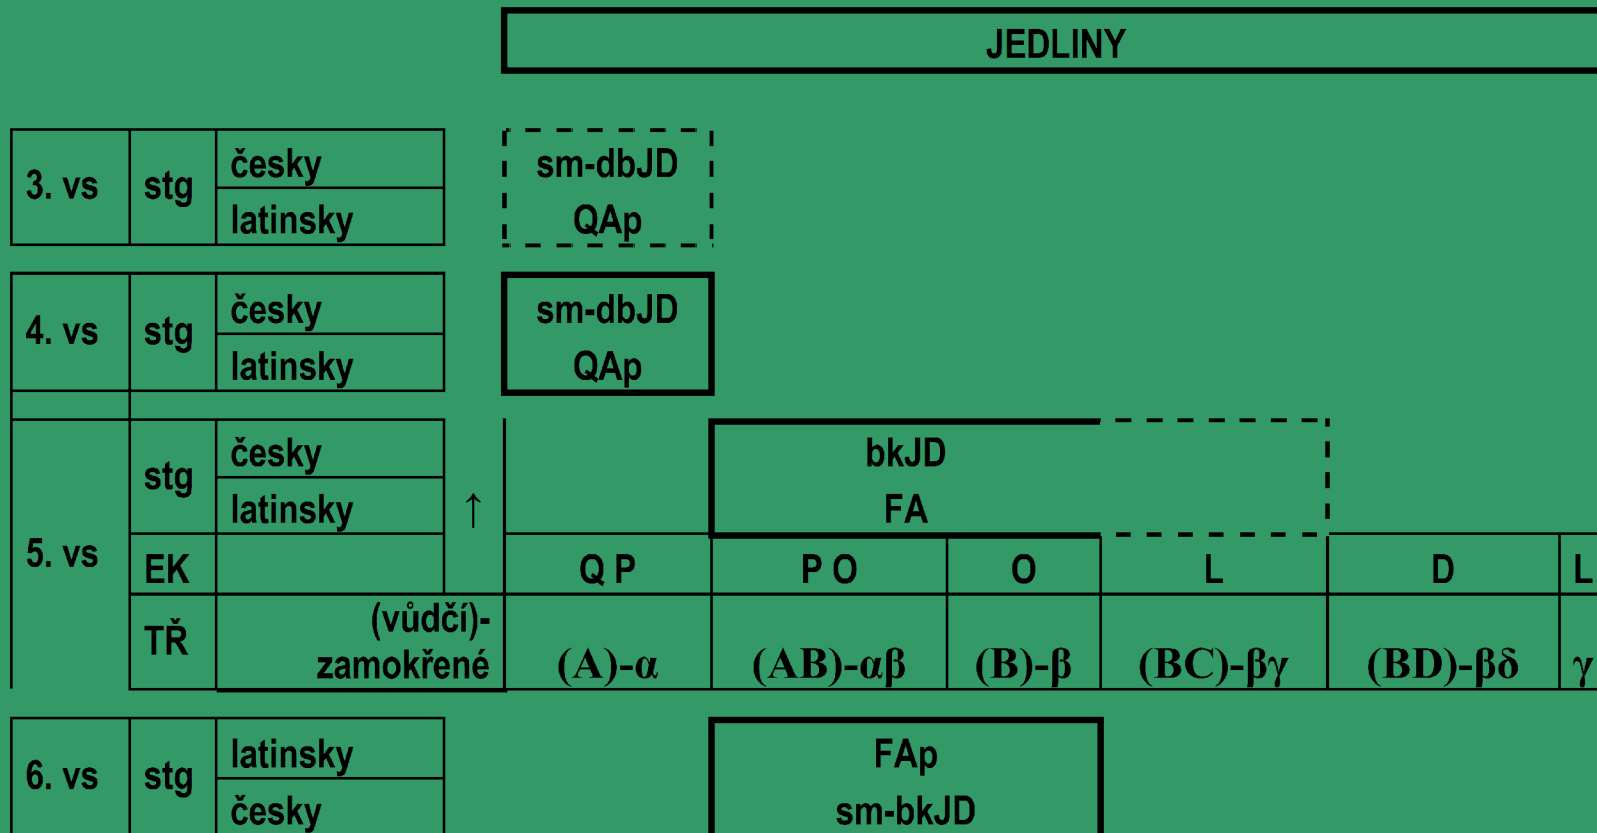 JEDLINY
3. vs stg česky sm-dbJD
latinsky QAp
4. vs stg česky sm-dbJD
latinsky QAp
5. vs stg česky bkJD
latinsky ↑ FA
EK Q P P O O L D L
TŘ (vůdčí)-
zamokřené (A)-α (AB)-αβ (B)-β (BC)-βγ (BD)-βδ γ
6. vs stg latinsky FAp
česky sm-bkJD